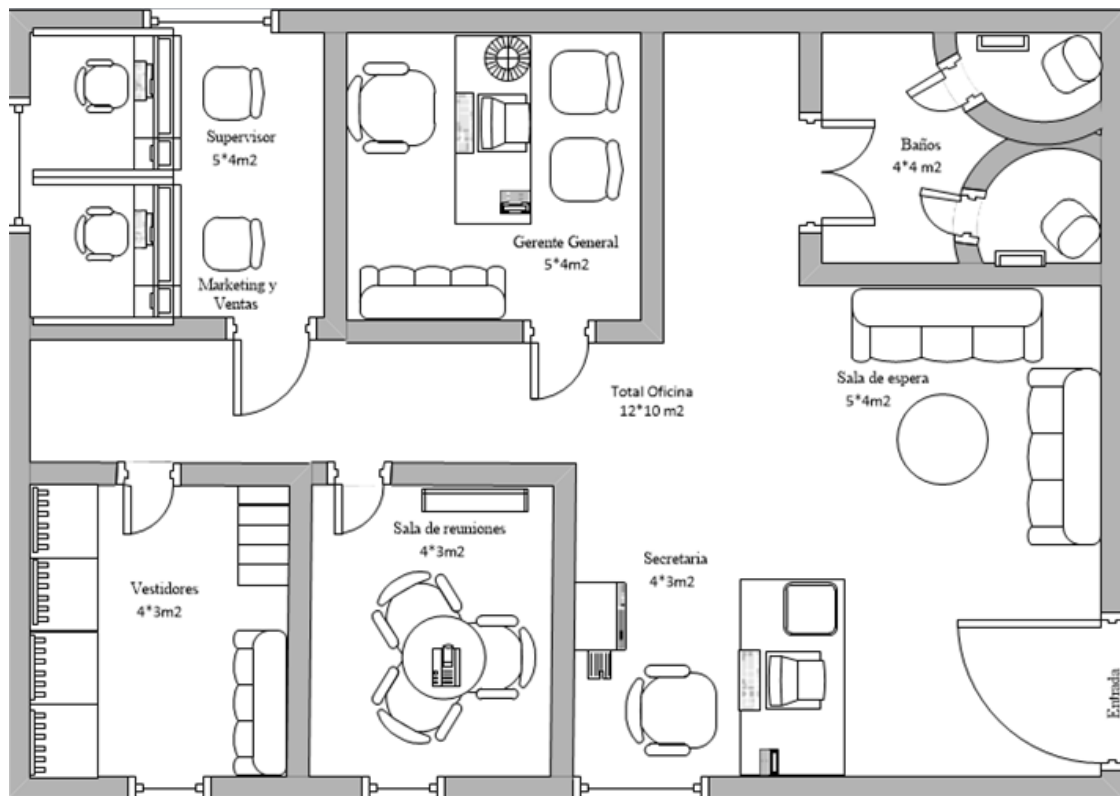 Supervisor
5*4m2
Marketing y
Ventas
Gerente General
5*4m2
Baños
4*4 m2
Total Oficina
12*10 m2
Sala de espera
5*4m2
Vestidores
4*3m2
Sala de reuniones
4*3m2
Secretaria
4*3m2
Entrada